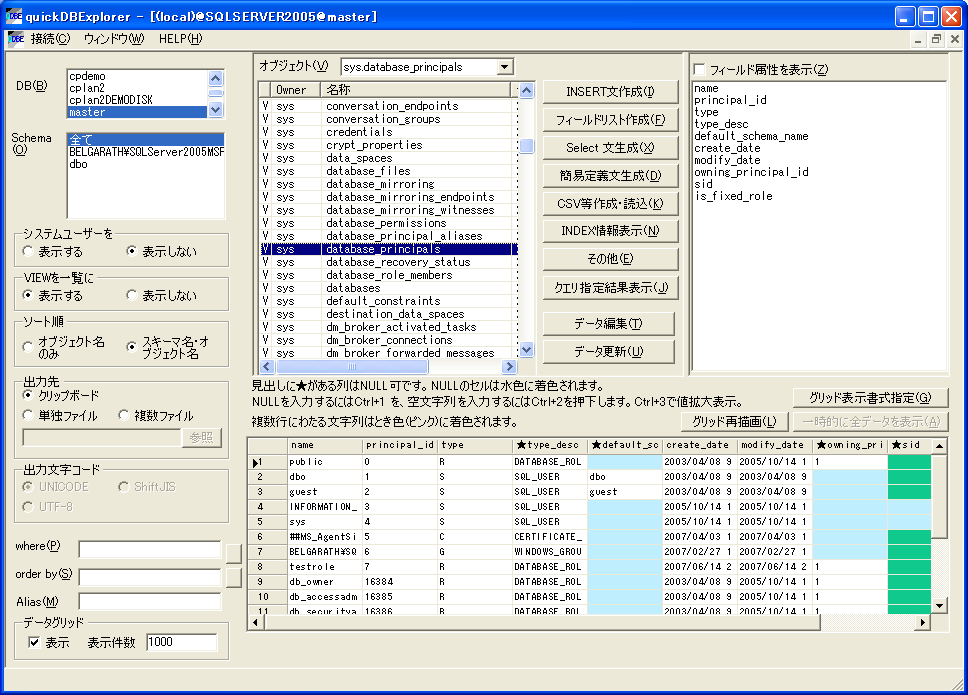 quickDBExplorer - [(local)@SQLSERVER2005@master]
接続(C) ウィンドウ(W) HELP(H)
DB(B)
cpdemo
cplan2
cplan2DEMODISK
master
Schema(O)
全て
BELGARATH¥SQLServer2005MSF
dbo
システムユーザーを
表示する 表示しない
VIEWを一覧に
表示する 表示しない
ソート順
オブジェクト名のみ スキーマ名・オブジェクト名
出力先
クリップボード
単独ファイル 複数ファイル
参照
出力文字コード
UNICODE ShiftJIS
UTF-8
where(P)
order by(S)
Alias(M)
データグリッド
表示 表示件数 1000
オブジェクト(V) sys.database_principals
Owner 名称
V sys conversation_endpoints
V sys conversation_groups
V sys credentials
V sys crypt_properties
V sys data_spaces
V sys database_files
V sys database_mirroring
V sys database_mirroring_endpoints
V sys database_mirroring_witnesses
V sys database_permissions
V sys database_principal_aliases
V sys database_principals
V sys database_recovery_status
V sys database_role_members
V sys databases
V sys default_constraints
V sys destination_data_spaces
V sys dm_broker_activated_tasks
V sys dm_broker_connections
V sys dm_broker_forwarded_messages
INSERT文作成(I)
フィールドリスト作成(F)
Select 文生成(X)
簡易定義文生成(D)
CSV等作成・読込(K)
INDEX情報表示(N)
その他(E)
クエリ指定結果表示(J)
データ編集(T)
データ更新(U)
フィールド属性を表示(Z)
name
principal_id
type
type_desc
default_schema_name
create_date
modify_date
owning_principal_id
sid
is_fixed_role
見出しに★がある列はNULL可です。NULLのセルは水色に着色されます。
NULLを入力するにはCtrl+1 を、空文字列を入力するにはCtrl+2を押下します。Ctrl+3で値拡大表示。
複数行にわたる文字列はとき色(ピンク)に着色されます。
グリッド表示書式指定(G)
グリッド再描画(L) 一時的に全データを表示(A)
name principal_id type ★type_desc ★default_sc create_date modify_date ★owning_pri ★sid
1 public 0 R DATABASE_ROL 2003/04/08 9 2005/10/14 1 1
2 dbo 1 S SQL_USER dbo 2003/04/08 9 2003/04/08 9
3 guest 2 S SQL_USER guest 2003/04/08 9 2003/04/08 9
4 INFORMATION_ 3 S SQL_USER 2005/10/14 1 2005/10/14 1
5 sys 4 S SQL_USER 2005/10/14 1 2005/10/14 1
6 ##MS_AgentSi 5 C CERTIFICATE_ 2007/04/03 1 2007/04/03 1
7 BELGARATH¥SQ 6 G WINDOWS_GROU 2007/02/27 1 2007/02/27 1
8 testrole 7 R DATABASE_ROL 2007/06/14 2 2007/06/14 2 1
9 db_owner 16384 R DATABASE_ROL 2003/04/08 9 2005/10/14 1 1
10 db_accessadm 16385 R DATABASE_ROL 2003/04/08 9 2005/10/14 1 1
11 db_securitya 16386 R DATABASE_ROL 2003/04/08 9 2005/10/14 1 1